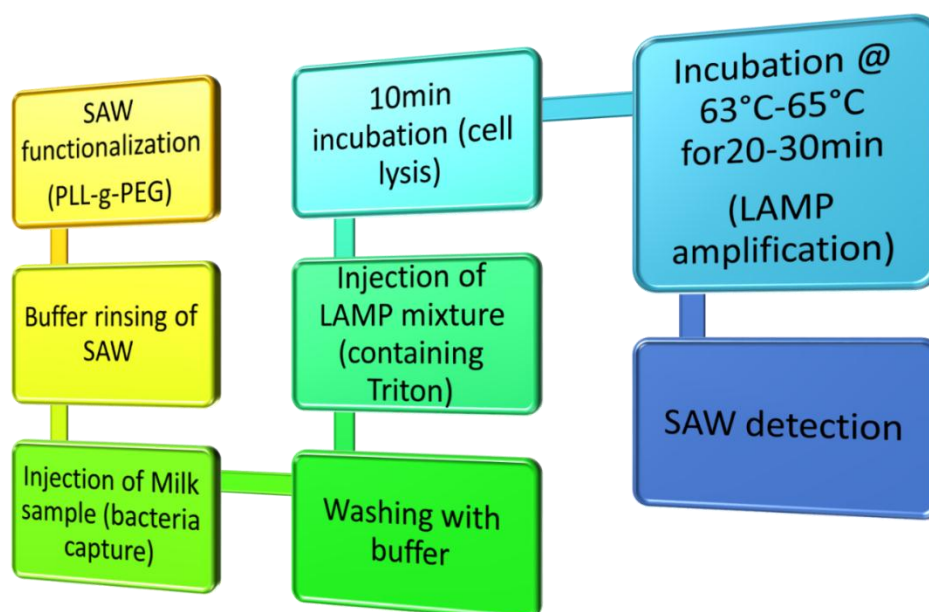 SAW
functionalization
(PLL-g-PEG)
Buffer rinsing of
SAW
Injection of Milk
sample (bacteria
capture)
Washing with
buffer
Injection of
LAMP mixture
(containing
Triton)
10min
incubation (cell
lysis)
Incubation @
63°C-65°C
for20-30min
(LAMP
amplification)
SAW detection